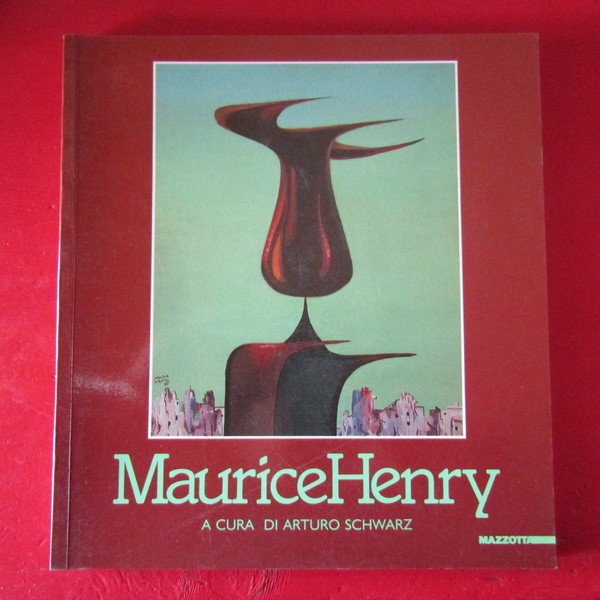 MauriceHenry
A CURA DI ARTURO SCHWARZ
MAZZOTTA